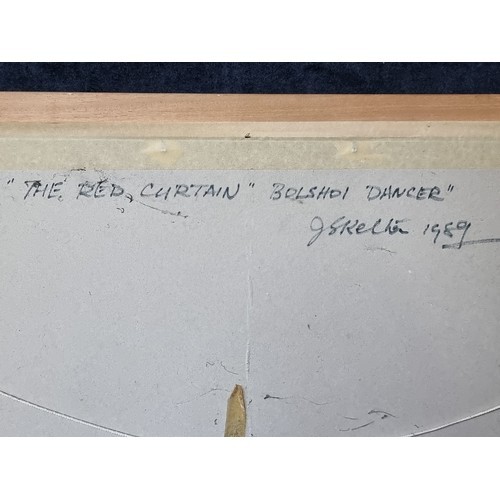 "THE RED CURTAIN" BOLSHOI DANCER"
J Skelton 1989